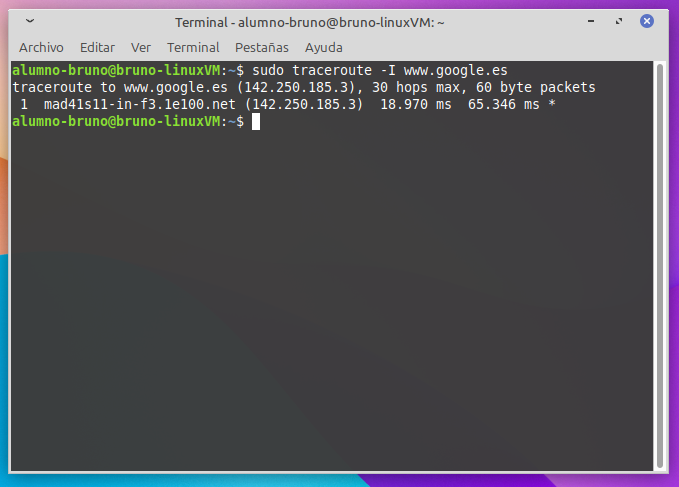 Terminal - alumno-bruno@bruno-linuxVM: ~
Archivo Editar Ver Terminal Pestañas Ayuda
alumno-bruno@bruno-linuxVM:~$ sudo traceroute -I www.google.es
traceroute to www.google.es (142.250.185.3), 30 hops max, 60 byte packets
 1  mad41s11-in-f3.1e100.net (142.250.185.3)  18.970 ms  65.346 ms *
alumno-bruno@bruno-linuxVM:~$